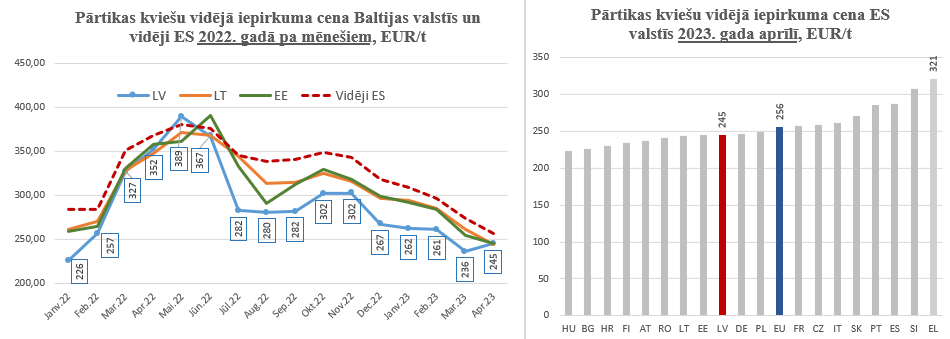 Pārtikas kviešu vidējā iepirkuma cena Baltijas valstīs un
vidēji ES 2022. gadā pa mēnešiem, EUR/t
450,00
400,00
350,00
300,00
250,00
200,00
LV LT EE Vidēji ES
226
257
327
352
389
367
282
280
282
302
302
267
262
261
236
245
Janv.22
Feb.22
Mar.22
Apr.22
Mai.22
Jūn.22
Jūl.22
Aug.22
Sep.22
Okt.22
Nov.22
Dec.22
Janv.23
Feb.23
Mar.23
Apr.23
Pārtikas kviešu vidējā iepirkuma cena ES
valstīs 2023. gada aprīlī, EUR/t
350
300
250
200
150
100
50
0
245
256
321
HU BG HR FI AT RO LT EE LV DE PL EU FR CZ IT SK PT ES SI EL